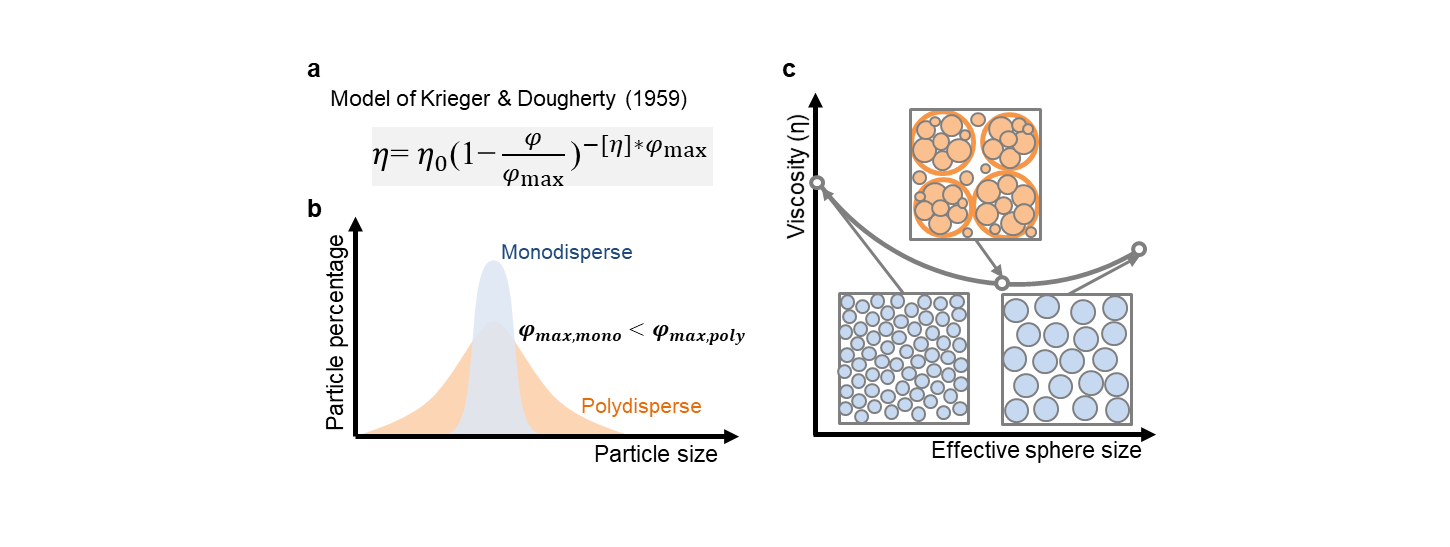 a
Model of Krieger & Dougherty (1959)
η= η₀(1−φ/φmax)^−[η]∗φmax
b
Particle percentage
Monodisperse
φmax,mono < φmax,poly
Polydisperse
Particle size
c
Viscosity (η)
Effective sphere size